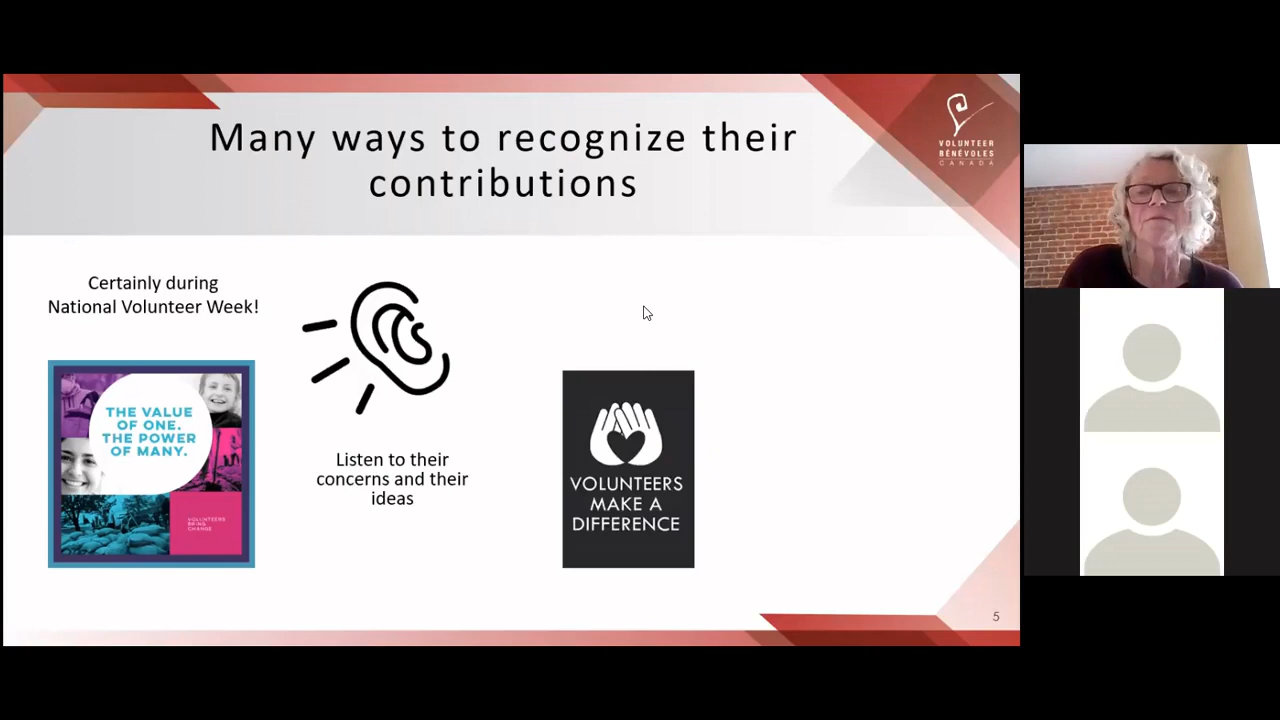 Many ways to recognize their
contributions
VOLUNTEER
BÉNÉVOLES
CANADA
Certainly during
National Volunteer Week!
THE VALUE
OF ONE.
THE POWER
OF MANY.
VOLUNTEERS
BRING
CHANGE
Listen to their
concerns and their
ideas
VOLUNTEERS
MAKE A
DIFFERENCE
5